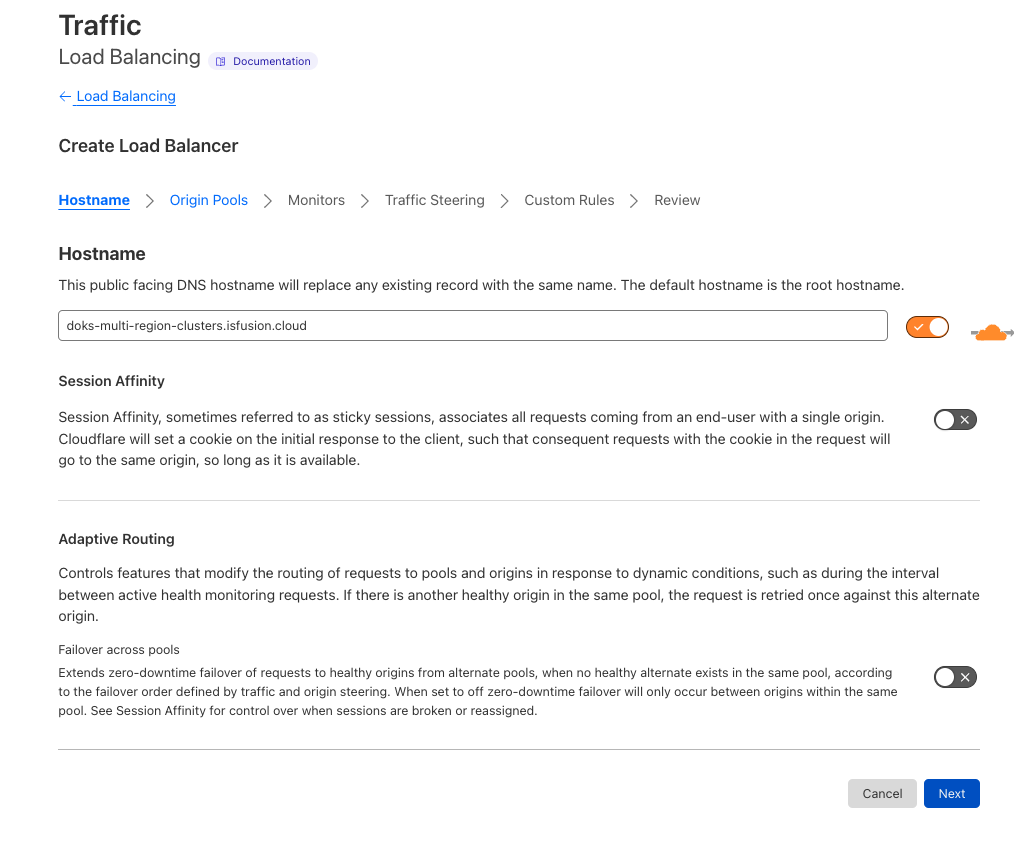 Traffic
Load Balancing Documentation
← Load Balancing
Create Load Balancer
Hostname > Origin Pools > Monitors > Traffic Steering > Custom Rules > Review
Hostname
This public facing DNS hostname will replace any existing record with the same name. The default hostname is the root hostname.
doks-multi-region-clusters.isfusion.cloud
Session Affinity
Session Affinity, sometimes referred to as sticky sessions, associates all requests coming from an end-user with a single origin.
Cloudflare will set a cookie on the initial response to the client, such that consequent requests with the cookie in the request will
go to the same origin, so long as it is available.
Adaptive Routing
Controls features that modify the routing of requests to pools and origins in response to dynamic conditions, such as during the interval
between active health monitoring requests. If there is another healthy origin in the same pool, the request is retried once against this alternate
origin.
Failover across pools
Extends zero-downtime failover of requests to healthy origins from alternate pools, when no healthy alternate exists in the same pool, according
to the failover order defined by traffic and origin steering. When set to off zero-downtime failover will only occur between origins within the same
pool. See Session Affinity for control over when sessions are broken or reassigned.
Cancel Next